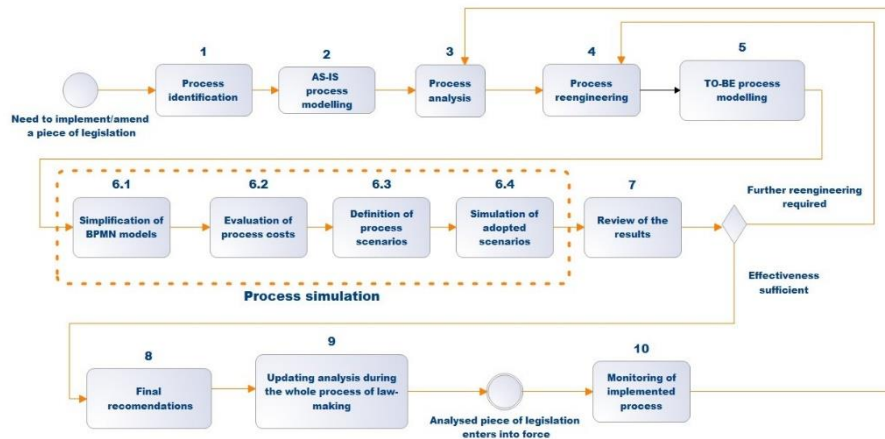 1
2
3
4
5
Process
identification
AS-IS
process
modelling
Process
analysis
Process
reengineering
TO-BE process
modelling
Need to implement/amend
a piece of legislation
6.1
6.2
6.3
6.4
7
Simplification of
BPMN models
Evaluation of
process costs
Definition of
process scenarios
Simulation of
adopted scenarios
Review of the
results
Further reengineering
required
Process simulation
Effectiveness
sufficient
8
9
10
Final
recomendations
Updating analysis during
the whole process of law-
making
Analysed piece of legislation
enters into force
Monitoring of
implemented
process